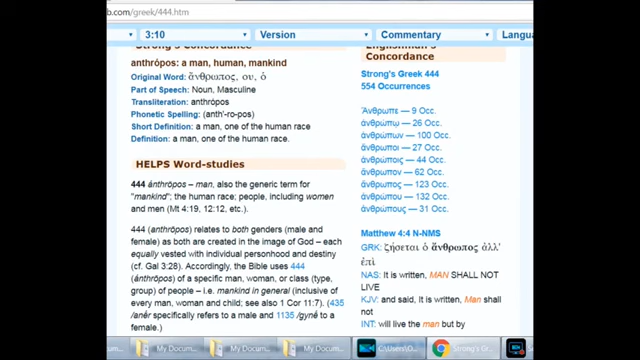 b.com/greek/444.htm
3:10 Version Commentary Langua
Strong's Concordance
anthrópos: a man, human, mankind
Original Word: ἄνθρωπος, ου, ὁ
Part of Speech: Noun, Masculine
Transliteration: anthrópos
Phonetic Spelling: (anth'-ro-pos)
Short Definition: a man, one of the human race
Definition: a man, one of the human race.
HELPS Word-studies
444 ánthrōpos – man, also the generic term for
"mankind"; the human race; people, including women
and men (Mt 4:19, 12:12, etc.).
444 (anthrōpos) relates to both genders (male and
female) as both are created in the image of God – each
equally vested with individual personhood and destiny
(cf. Gal 3:28). Accordingly, the Bible uses 444
(ánthrōpos) of a specific man, woman, or class (type,
group) of people – i.e. mankind in general (inclusive of
every man, woman and child; see also 1 Cor 11:7). (435
/anḗr specifically refers to a male and 1135 /gynḗ to a
female.)
Englishman's
Concordance
Strong's Greek 444
554 Occurrences
Ἄνθρωπε — 9 Occ.
ἀνθρώπῳ — 26 Occ.
ἀνθρώπων — 100 Occ.
ἄνθρωποι — 27 Occ.
ἀνθρώποις — 44 Occ.
ἄνθρωπον — 62 Occ.
ἄνθρωπος — 123 Occ.
ἀνθρώπου — 132 Occ.
ἀνθρώπους — 31 Occ.
Matthew 4:4 N-NMS
GRK: ζήσεται ὁ ἄνθρωπος ἀλλ'
ἐπὶ
NAS: It is written, MAN SHALL NOT
LIVE
KJV: and said, It is written, Man shall
not
INT: will live the man but by
My Docum... My Docum... My Docum... C:\Users\O... Strong's Gr...